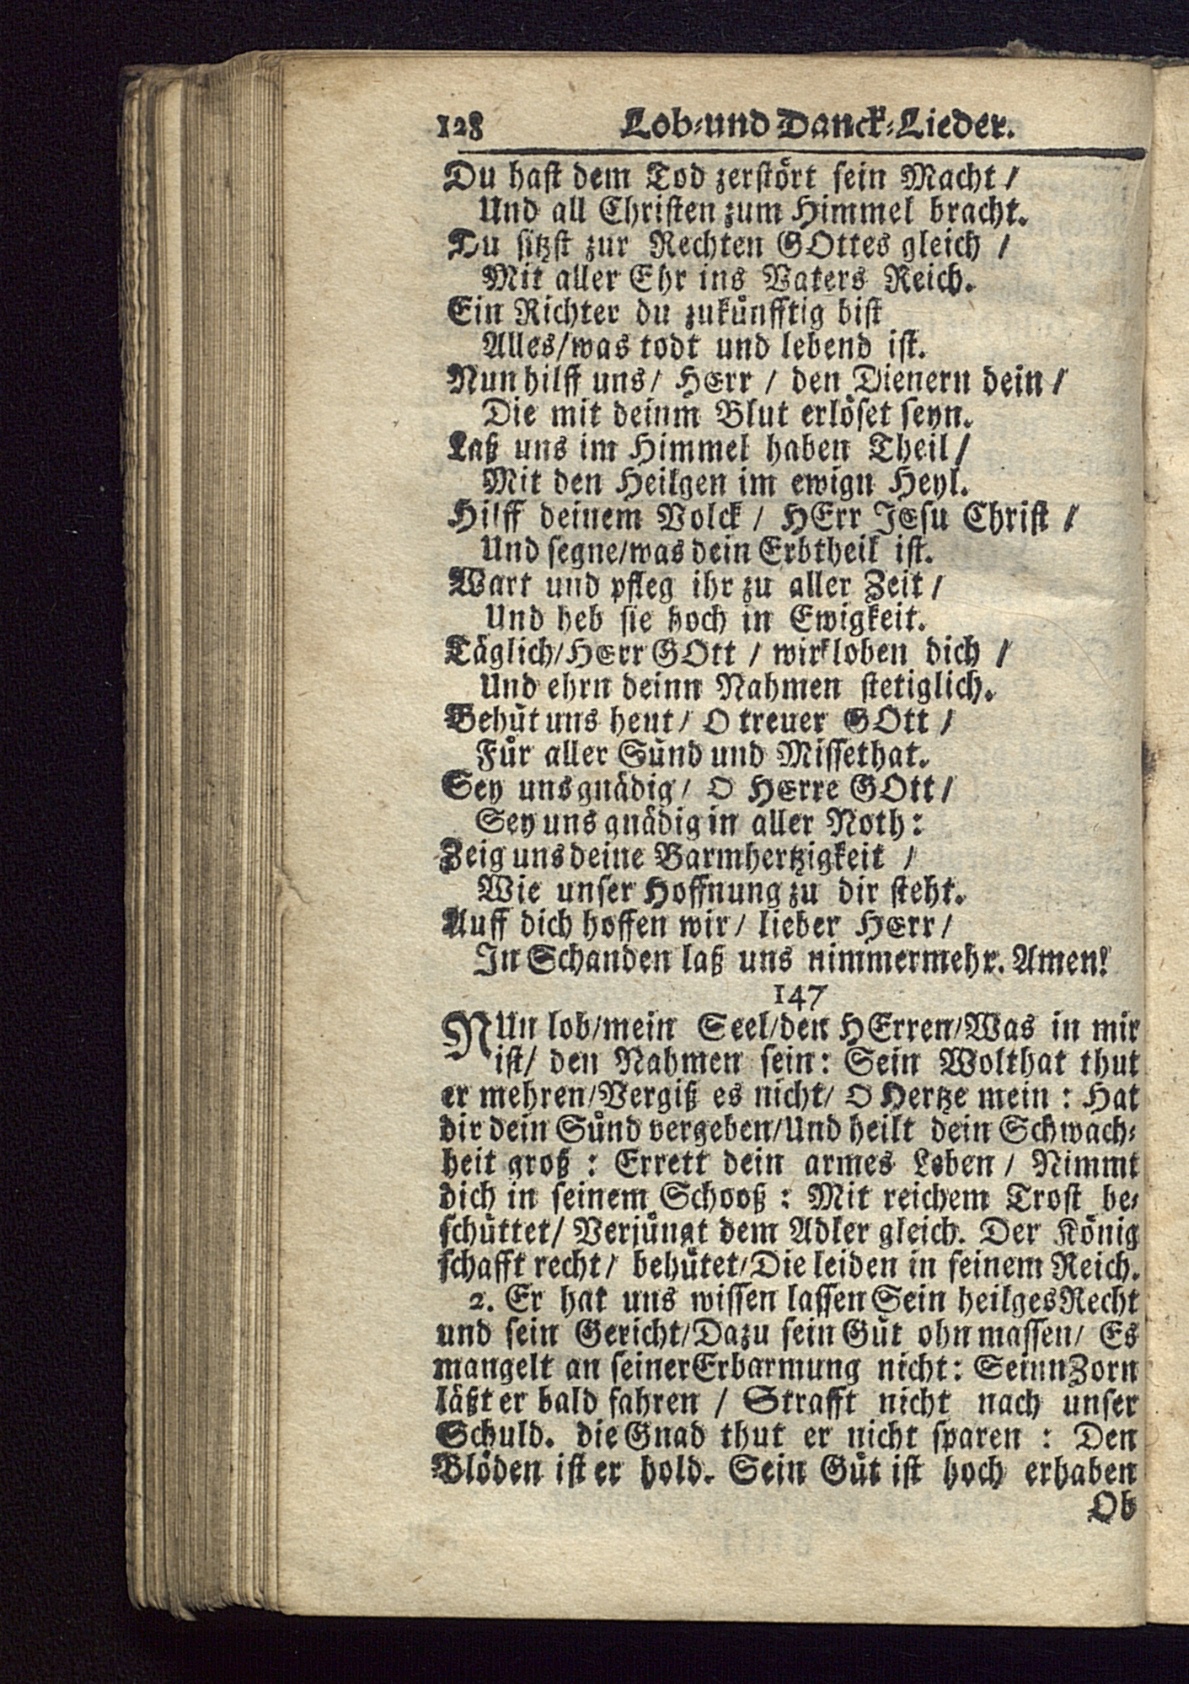 128 Lob-und Danck-Lieder.
Du hast dem Tod zerstört sein Macht /
Und all Christen zum Himmel bracht.
Du sitzst zur Rechten GOttes gleich /
Mit aller Ehr ins Vaters Reich.
Ein Richter du zukünfftig bist
Alles/was todt und lebend ist.
Nun hilff uns/ HErr / den Dienern dein /
Die mit deinm Blut erlöset seyn.
Laß uns im Himmel haben Theil /
Mit den Heilgen im ewign Heyl.
Hilff deinem Volck / HErr JEsu Christ /
Und segne/was dein Erbtheil ist.
Wart und pfleg ihr zu aller Zeit /
Und heb sie hoch in Ewigkeit.
Täglich/HErr GOtt / wir loben dich /
Und ehrn deinn Nahmen stetiglich.
Behüt uns heut/ O treuer GOtt /
Für aller Sünd und Missethat.
Sey uns gnädig/ O HErre GOtt /
Sey uns gnädig in aller Noth:
Zeig uns deine Barmhertzigkeit /
Wie unser Hoffnung zu dir steht.
Auff dich hoffen wir/ lieber HErr /
In Schanden laß uns nimmermehr. Amen!
147
NUn lob/mein Seel/den HErren/Was in mir
ist/ den Nahmen sein: Sein Wolthat thut
er mehren/Vergiß es nicht/ O Hertze mein : Hat
dir dein Sünd vergeben/Und heilt dein Schwach-
heit groß : Errett dein armes Leben / Nimmt
dich in seinem Schooß : Mit reichem Trost be-
schüttet/ Verjüngt dem Adler gleich. Der König
schafft recht/ behütet/Die leiden in seinem Reich.
2. Er hat uns wissen lassen Sein heilges Recht
und sein Gericht/Dazu sein Güt ohn massen/ Es
mangelt an seiner Erbarmung nicht: Seinn Zorn
läßt er bald fahren / Strafft nicht nach unser
Schuld. die Gnad thut er nicht sparen : Den
Blöden ist er hold. Sein Güt ist hoch erhaben
Ob